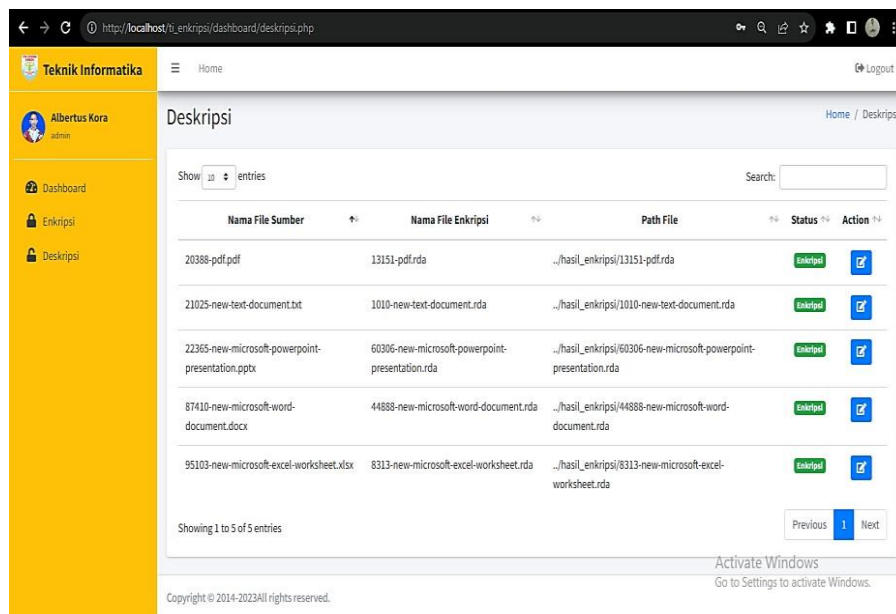 http://localhost/ti_enkripsi/dashboard/deskripsi.php
Teknik Informatika
Home
Logout
Albertus Kora
admin
Dashboard
Enkripsi
Deskripsi
Deskripsi
Home / Deskrips
Show 10 entries
Search:
Nama File Sumber Nama File Enkripsi Path File Status Action
20388-pdf.pdf 13151-pdf.rda ../hasil_enkripsi/13151-pdf.rda Enkripsi
21025-new-text-document.txt 1010-new-text-document.rda ../hasil_enkripsi/1010-new-text-document.rda Enkripsi
22365-new-microsoft-powerpoint- 60306-new-microsoft-powerpoint- ../hasil_enkripsi/60306-new-microsoft-powerpoint- Enkripsi
presentation.pptx presentation.rda presentation.rda
87410-new-microsoft-word- 44888-new-microsoft-word-document.rda ../hasil_enkripsi/44888-new-microsoft-word- Enkripsi
document.docx document.rda
95103-new-microsoft-excel-worksheet.xlsx 8313-new-microsoft-excel-worksheet.rda ../hasil_enkripsi/8313-new-microsoft-excel- Enkripsi
worksheet.rda
Showing 1 to 5 of 5 entries
Previous 1 Next
Activate Windows
Go to Settings to activate Windows.
Copyright © 2014-2023All rights reserved.